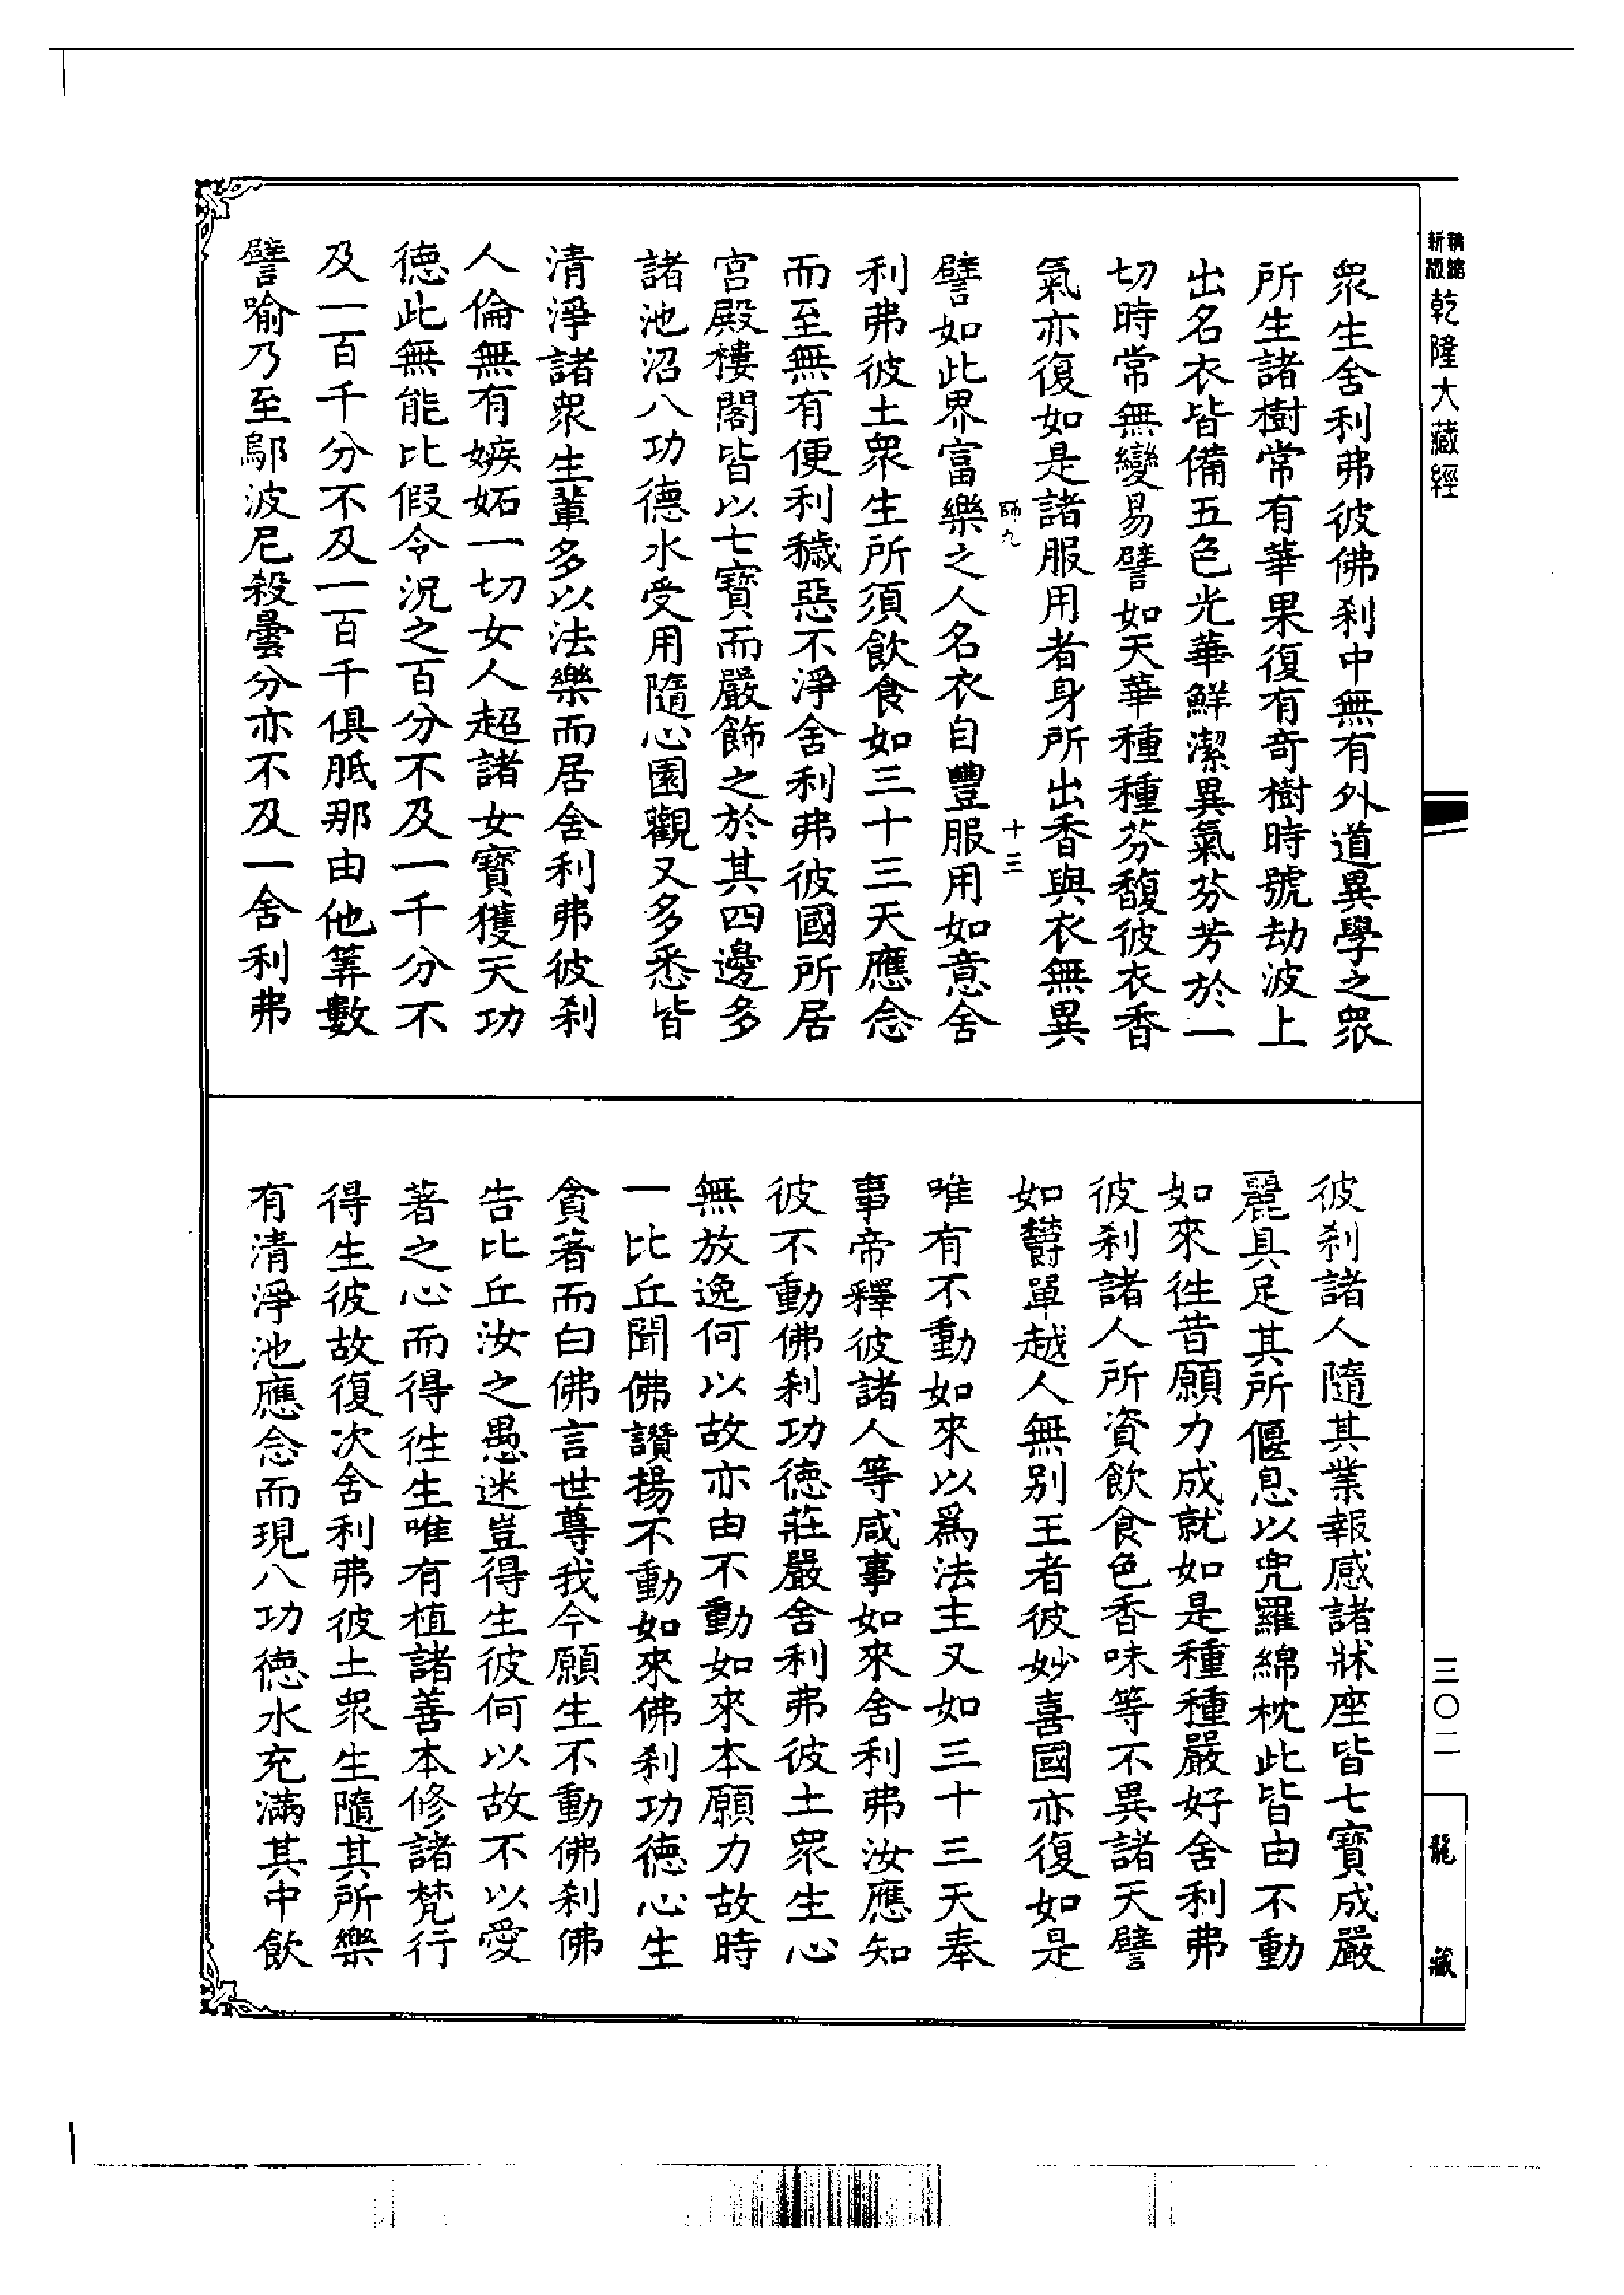 新版
精縮
乾隆大藏經
衆生舍利弗彼佛刹中無有外道異學之衆
所生諸樹常有華果復有奇樹時號劫波上
出名衣皆備五色光華鮮潔異氣芬芳於一
切時常無變易譬如天華種種芬馥彼衣香
氣亦復如是諸服用者身所出香與衣無異
師九
十三
譬如此界富樂之人名衣自豐服用如意舍
利弗彼土衆生所須飲食如三十三天應念
而至無有便利穢惡不淨舍利弗彼國所居
宮殿樓閣皆以七寶而嚴飾之於其四邊多
諸池沼八功德水受用隨心園觀又多悉皆
清淨諸衆生輩多以法樂而居舍利弗彼刹
人倫無有嫉妬一切女人超諸女寶獲天功
德此無能比假令況之百分不及一千分不
及一百千分不及一百千俱胝那由他筭數
譬喻乃至鄔波尼殺曇分亦不及一舍利弗
彼刹諸人隨其業報感諸牀座皆七寶成嚴
麗具足其所偃息以兜羅綿枕此皆由不動
如來往昔願力成就如是種種嚴好舍利弗
彼刹諸人所資飲食色香味等不異諸天譬
如欝單越人無别王者彼妙喜國亦復如是
唯有不動如來以爲法主又如三十三天奉
事帝釋彼諸人等咸事如來舍利弗汝應知
彼不動佛刹功德莊嚴舍利弗彼土衆生心
無放逸何以故亦由不動如來本願力故時
一比丘聞佛讚揚不動如來佛刹功德心生
貪著而白佛言世尊我今願生不動佛刹佛
告比丘汝之愚迷豈得生彼何以故不以愛
著之心而得往生唯有植諸善本修諸梵行
得生彼故復次舍利弗彼土衆生隨其所樂
有清淨池應念而現八功德水充滿其中飲
三〇二
龍藏